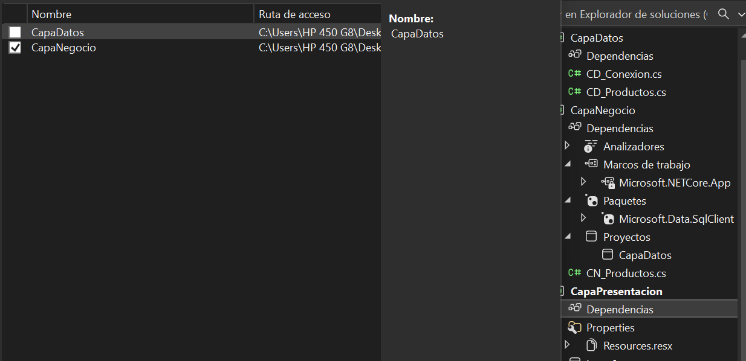 Nombre
Ruta de acceso
CapaDatos
C:\Users\HP 450 G8\Desk
CapaNegocio
C:\Users\HP 450 G8\Desk
Nombre:
CapaDatos
en Explorador de soluciones (
CapaDatos
Dependencias
C# CD_Conexion.cs
C# CD_Productos.cs
CapaNegocio
Dependencias
Analizadores
Marcos de trabajo
Microsoft.NETCore.App
Paquetes
Microsoft.Data.SqlClient
Proyectos
CapaDatos
C# CN_Productos.cs
CapaPresentacion
Dependencias
Properties
Resources.resx